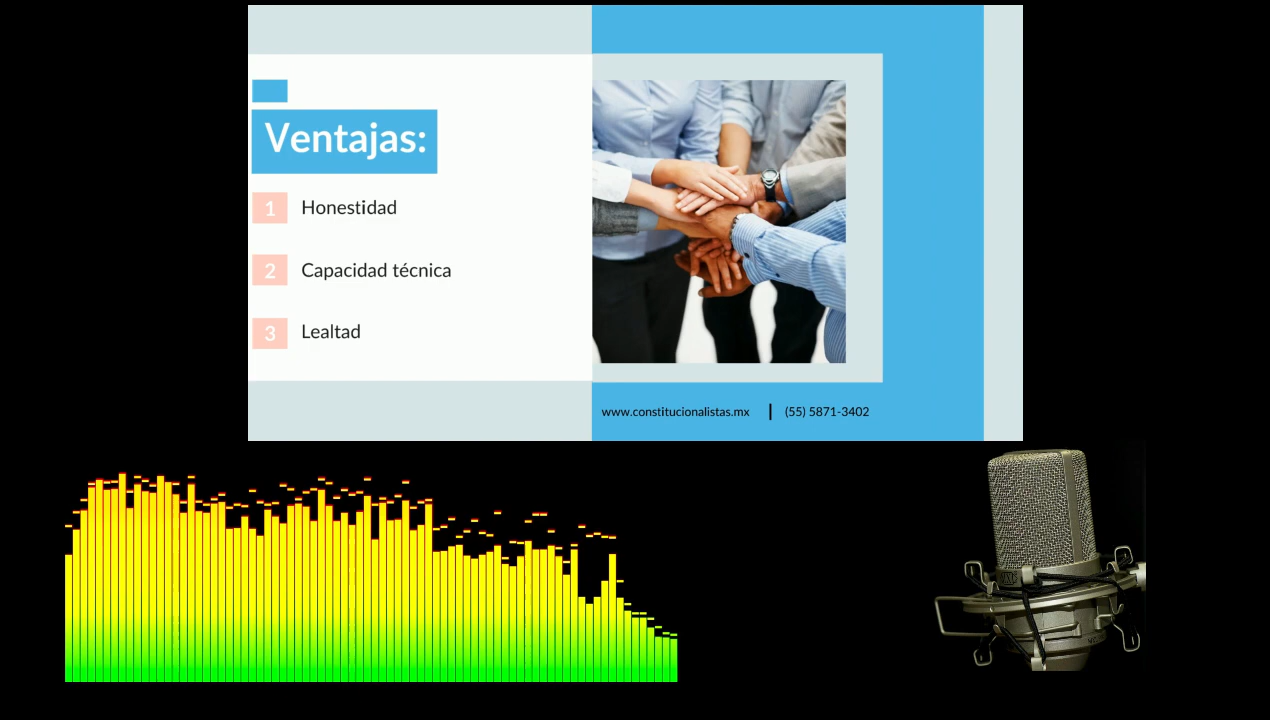 Ventajas:
1 Honestidad
2 Capacidad técnica
3 Lealtad
www.constitucionalistas.mx | (55) 5871-3402